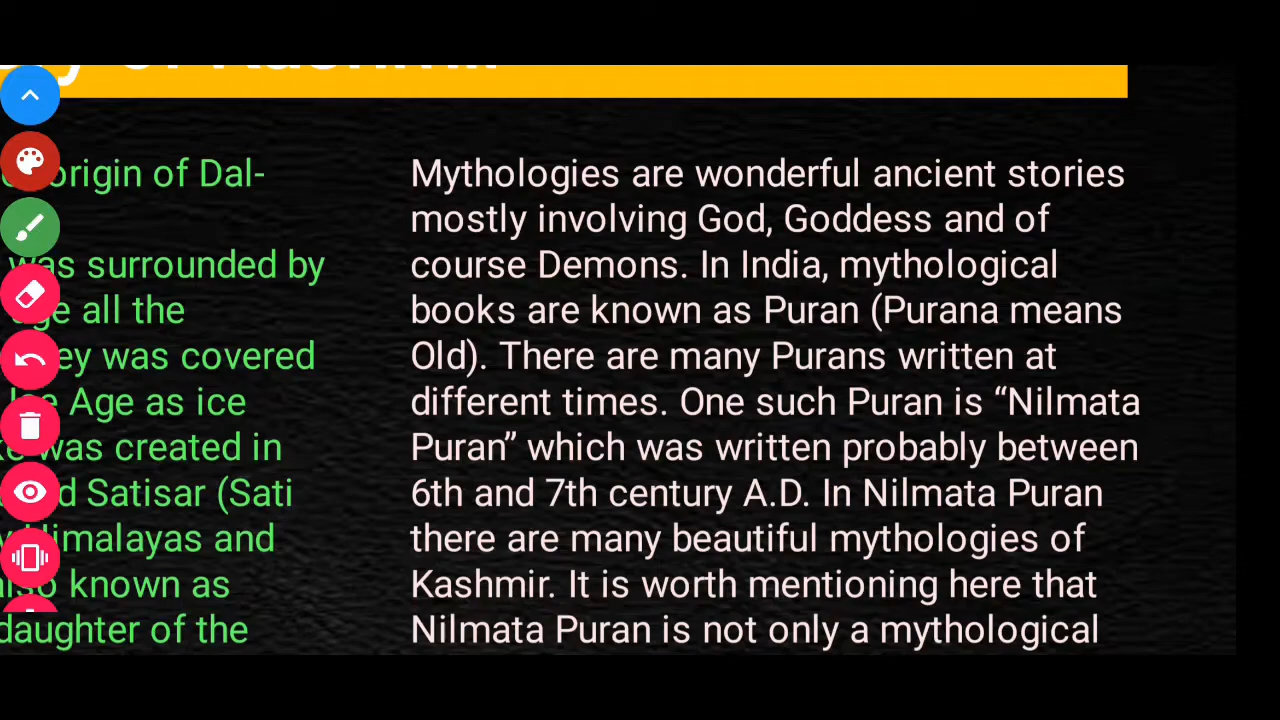 of
origin of Dal-
was surrounded by
all the
was covered
Age as ice
was created in
Satisar (Sati
Himalayas and
also known as
daughter of the
Mythologies are wonderful ancient stories
mostly involving God, Goddess and of
course Demons. In India, mythological
books are known as Puran (Purana means
Old). There are many Purans written at
different times. One such Puran is “Nilmata
Puran” which was written probably between
6th and 7th century A.D. In Nilmata Puran
there are many beautiful mythologies of
Kashmir. It is worth mentioning here that
Nilmata Puran is not only a mythological